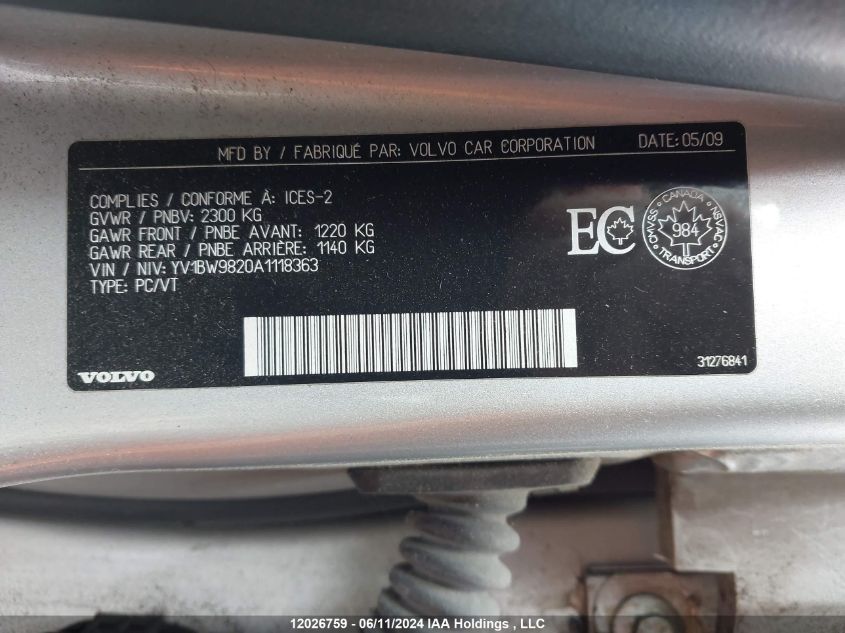 MFD BY / FABRIQUÉ PAR: VOLVO CAR CORPORATION DATE: 05/09
COMPLIES / CONFORME À: ICES-2
GVWR / PNBV: 2300 KG
GAWR FRONT / PNBE AVANT: 1220 KG
GAWR REAR / PNBE ARRIÈRE: 1140 KG
VIN / NIV: YV1BW9820A1118363
TYPE: PC/VT
EC
CANADA
CMVSS
984
NSVAC
TRANSPORT
VOLVO
31276841
12026759 - 06/11/2024 IAA Holdings , LLC